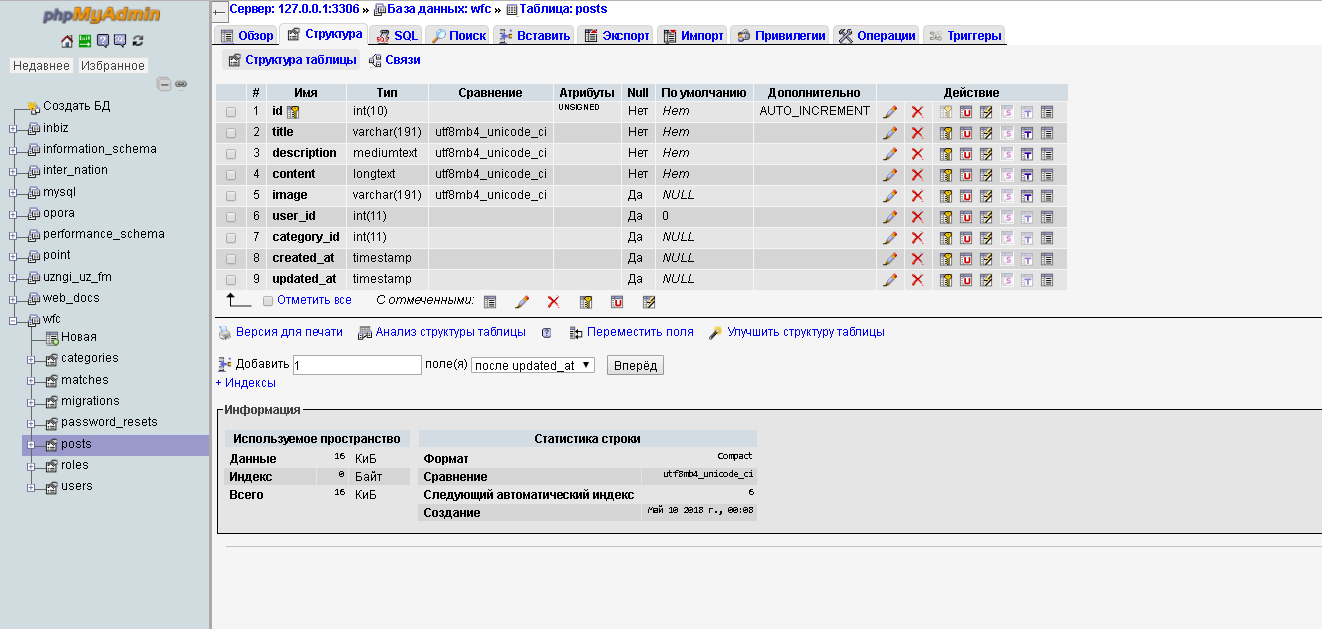 phpMyAdmin
Недавнее Избранное
Создать БД
inbiz
information_schema
inter_nation
mysql
opora
performance_schema
point
uzngi_uz_fm
web_docs
wfc
Новая
categories
matches
migrations
password_resets
posts
roles
users
Сервер: 127.0.0.1:3306 » База данных: wfc » Таблица: posts
Обзор Структура SQL Поиск Вставить Экспорт Импорт Привилегии Операции Триггеры
Структура таблицы Связи
# Имя Тип Сравнение Атрибуты Null По умолчанию Дополнительно Действие
1 id int(10) UNSIGNED Нет Нет AUTO_INCREMENT
2 title varchar(191) utf8mb4_unicode_ci Нет Нет
3 description mediumtext utf8mb4_unicode_ci Нет Нет
4 content longtext utf8mb4_unicode_ci Нет Нет
5 image varchar(191) utf8mb4_unicode_ci Да NULL
6 user_id int(11) Да 0
7 category_id int(11) Да NULL
8 created_at timestamp Да NULL
9 updated_at timestamp Да NULL
Отметить все С отмеченными:
Версия для печати Анализ структуры таблицы Переместить поля Улучшить структуру таблицы
Добавить 1 поле(я) после updated_at Вперёд
+ Индексы
Информация
Используемое пространство
Данные 16 КиБ
Индекс 0 Байт
Всего 16 КиБ
Статистика строки
Формат Compact
Сравнение utf8mb4_unicode_ci
Следующий автоматический индекс 6
Создание Май 10 2018 г., 00:08